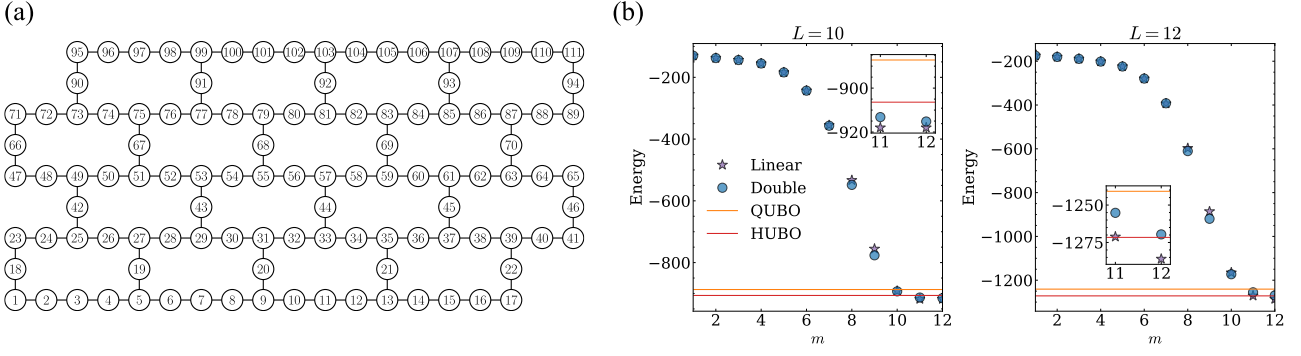 (a)
95 96 97 98 99 100 101 102 103 104 105 106 107 108 109 110 111
90 91 92 93 94
71 72 73 74 75 76 77 78 79 80 81 82 83 84 85 86 87 88 89
66 67 68 69 70
47 48 49 50 51 52 53 54 55 56 57 58 59 60 61 62 63 64 65
42 43 44 45 46
23 24 25 26 27 28 29 30 31 32 33 34 35 36 37 38 39 40 41
18 19 20 21 22
1 2 3 4 5 6 7 8 9 10 11 12 13 14 15 16 17
(b)
L = 10
Energy
−200
−400
−600
−800
2 4 6 8 10 12
m
−900
−920
11 12
Linear
Double
QUBO
HUBO
L = 12
Energy
−200
−400
−600
−800
−1000
−1200
2 4 6 8 10 12
m
−1250
−1275
11 12